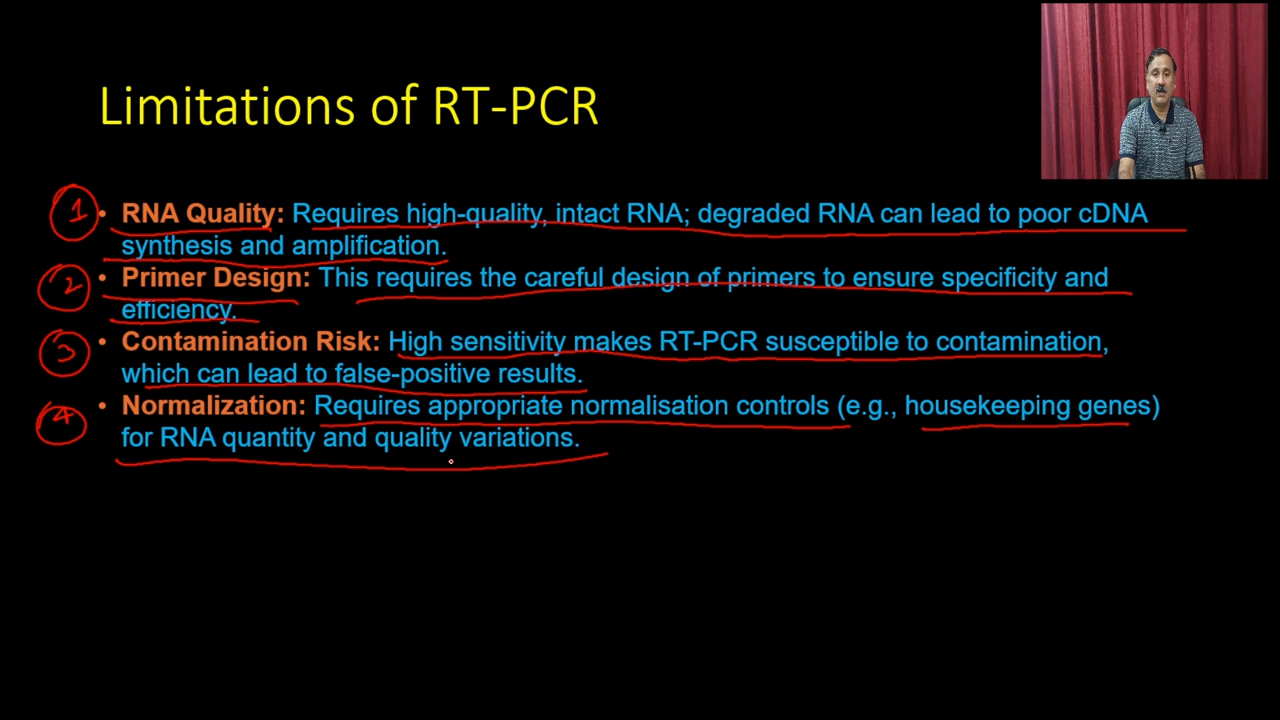 Limitations of RT-PCR
1 • RNA Quality: Requires high-quality, intact RNA; degraded RNA can lead to poor cDNA
synthesis and amplification.
2 • Primer Design: This requires the careful design of primers to ensure specificity and
efficiency.
3 • Contamination Risk: High sensitivity makes RT-PCR susceptible to contamination,
which can lead to false-positive results.
4 • Normalization: Requires appropriate normalisation controls (e.g., housekeeping genes)
for RNA quantity and quality variations.